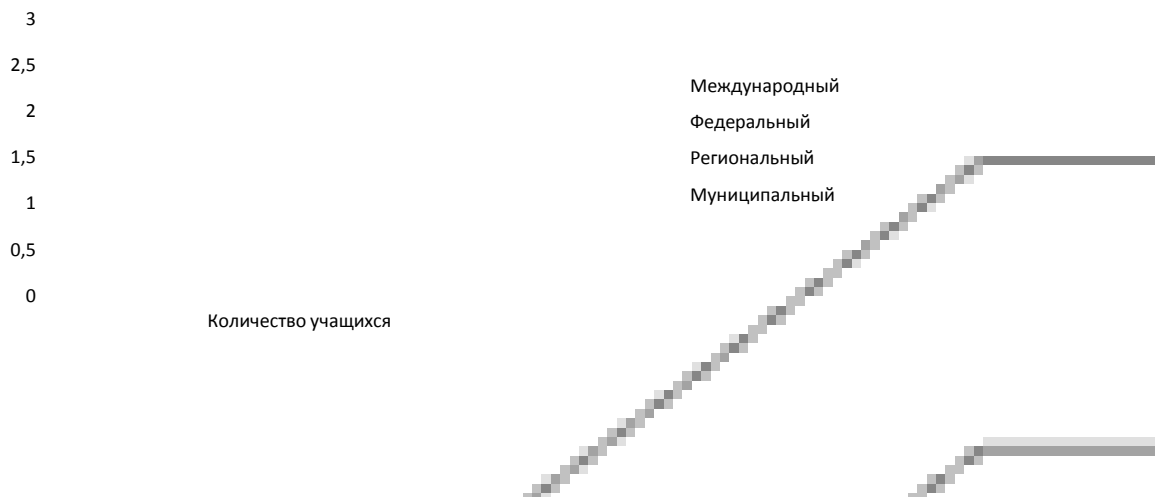 3
2,5
2
1,5
1
0,5
0
Количество учащихся
Международный
Федеральный
Региональный
Муниципальный